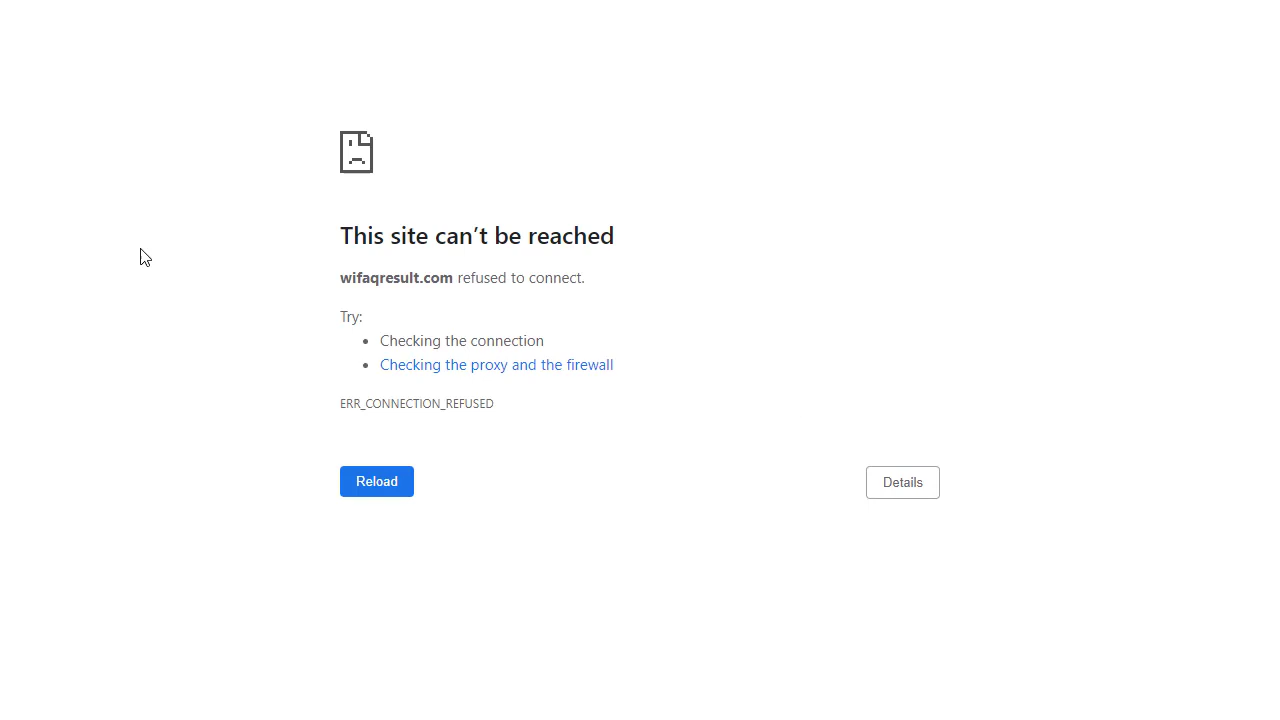 This site can’t be reached
wifaqresult.com refused to connect.
Try:
Checking the connection
Checking the proxy and the firewall
ERR_CONNECTION_REFUSED
Reload
Details